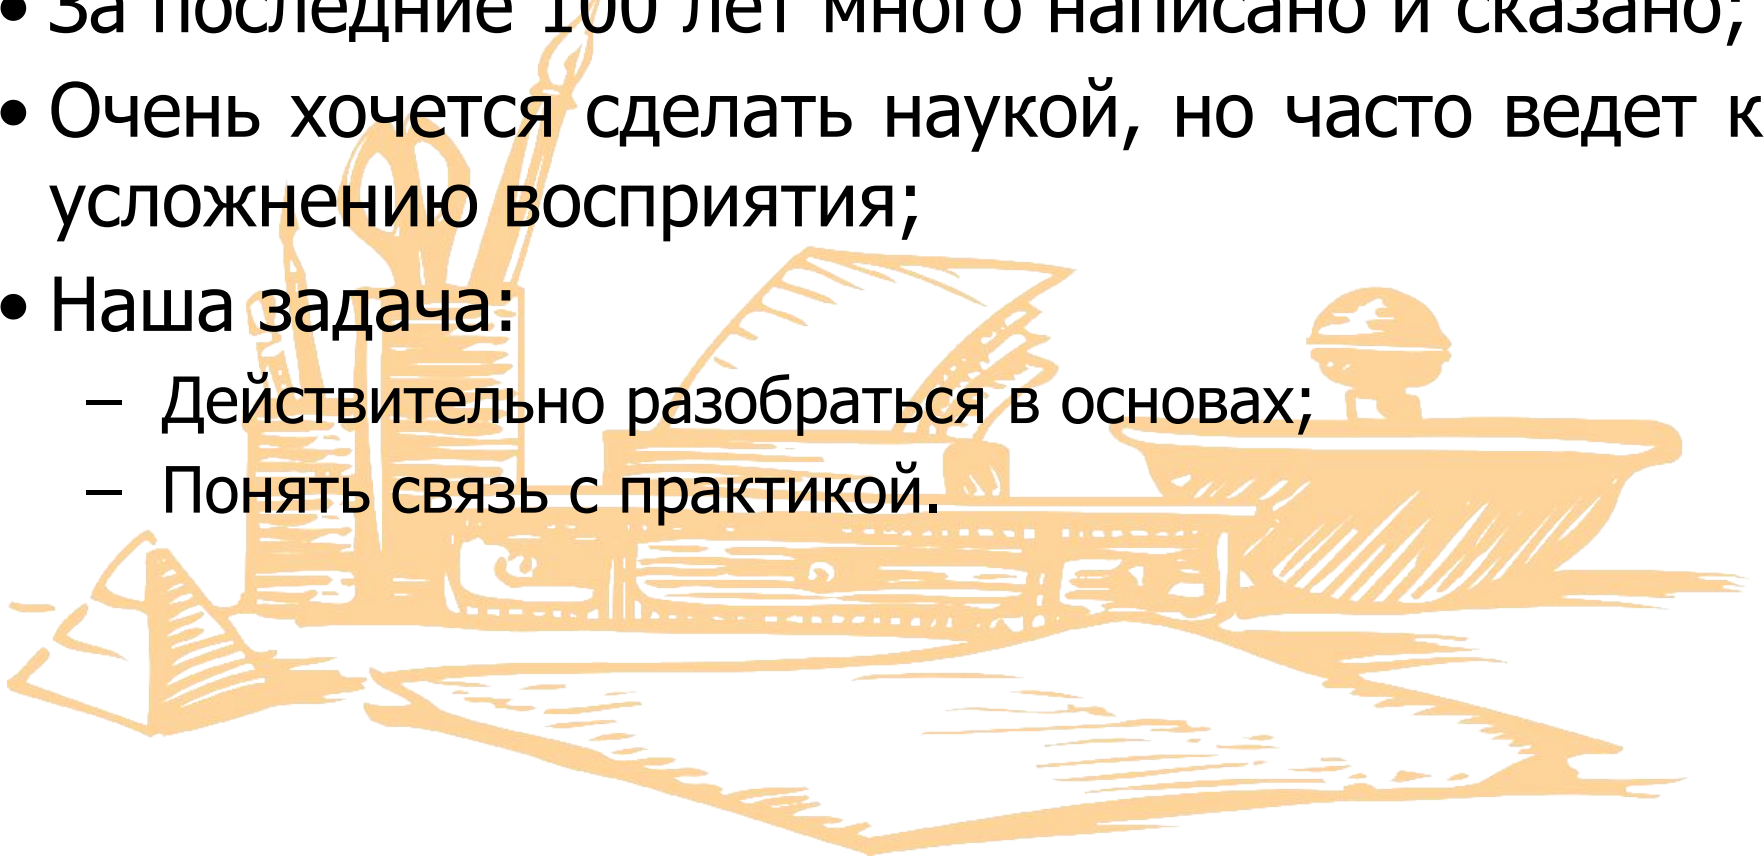 • За последние 100 лет много написано и сказано;
• Очень хочется сделать наукой, но часто ведет к
усложнению восприятия;
• Наша задача:
– Действительно разобраться в основах;
– Понять связь с практикой.